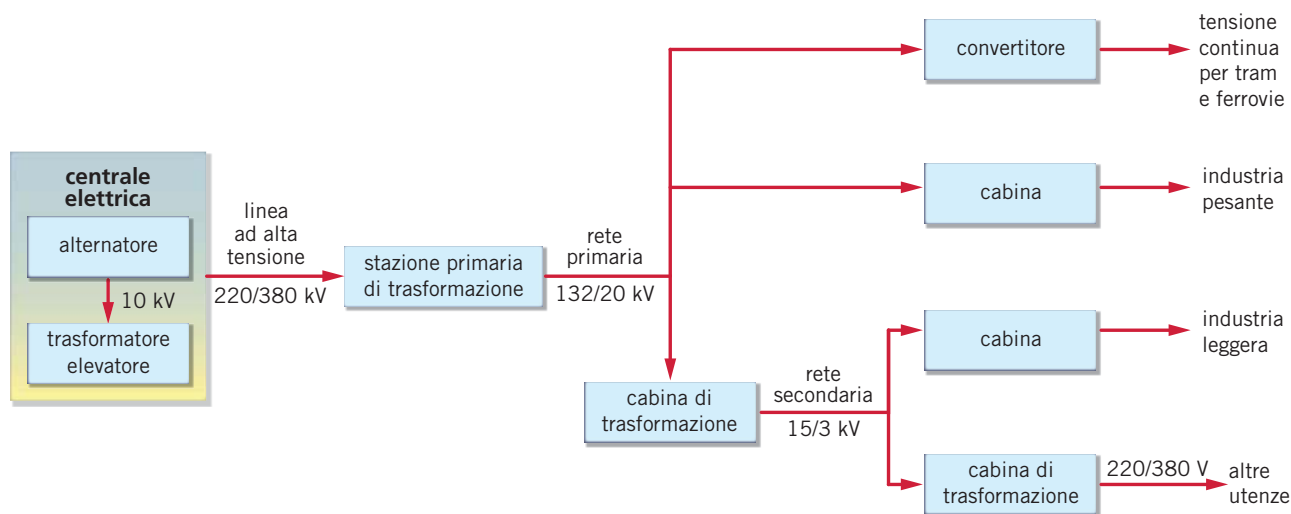 centrale
elettrica
alternatore
10 kV
trasformatore
elevatore
linea
ad alta
tensione
220/380 kV
stazione primaria
di trasformazione
rete
primaria
132/20 kV
convertitore
tensione
continua
per tram
e ferrovie
cabina
industria
pesante
cabina di
trasformazione
rete
secondaria
15/3 kV
cabina
industria
leggera
cabina di
trasformazione
220/380 V
altre
utenze